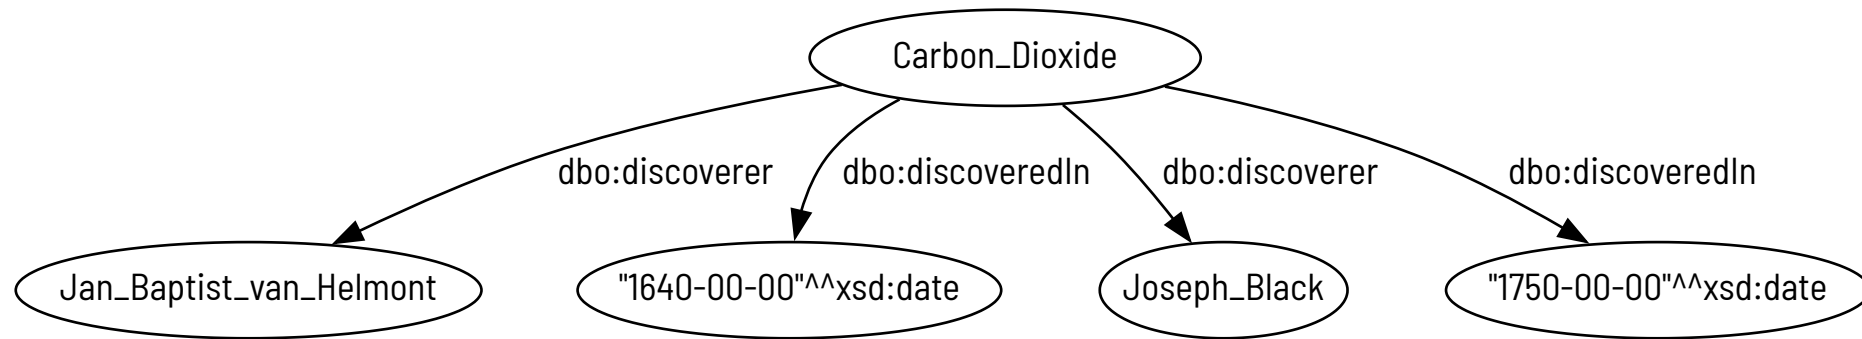 Carbon_Dioxide
dbo:discoverer
dbo:discoveredIn
dbo:discoverer
dbo:discoveredIn
Jan_Baptist_van_Helmont
"1640-00-00"^^xsd:date
Joseph_Black
"1750-00-00"^^xsd:date